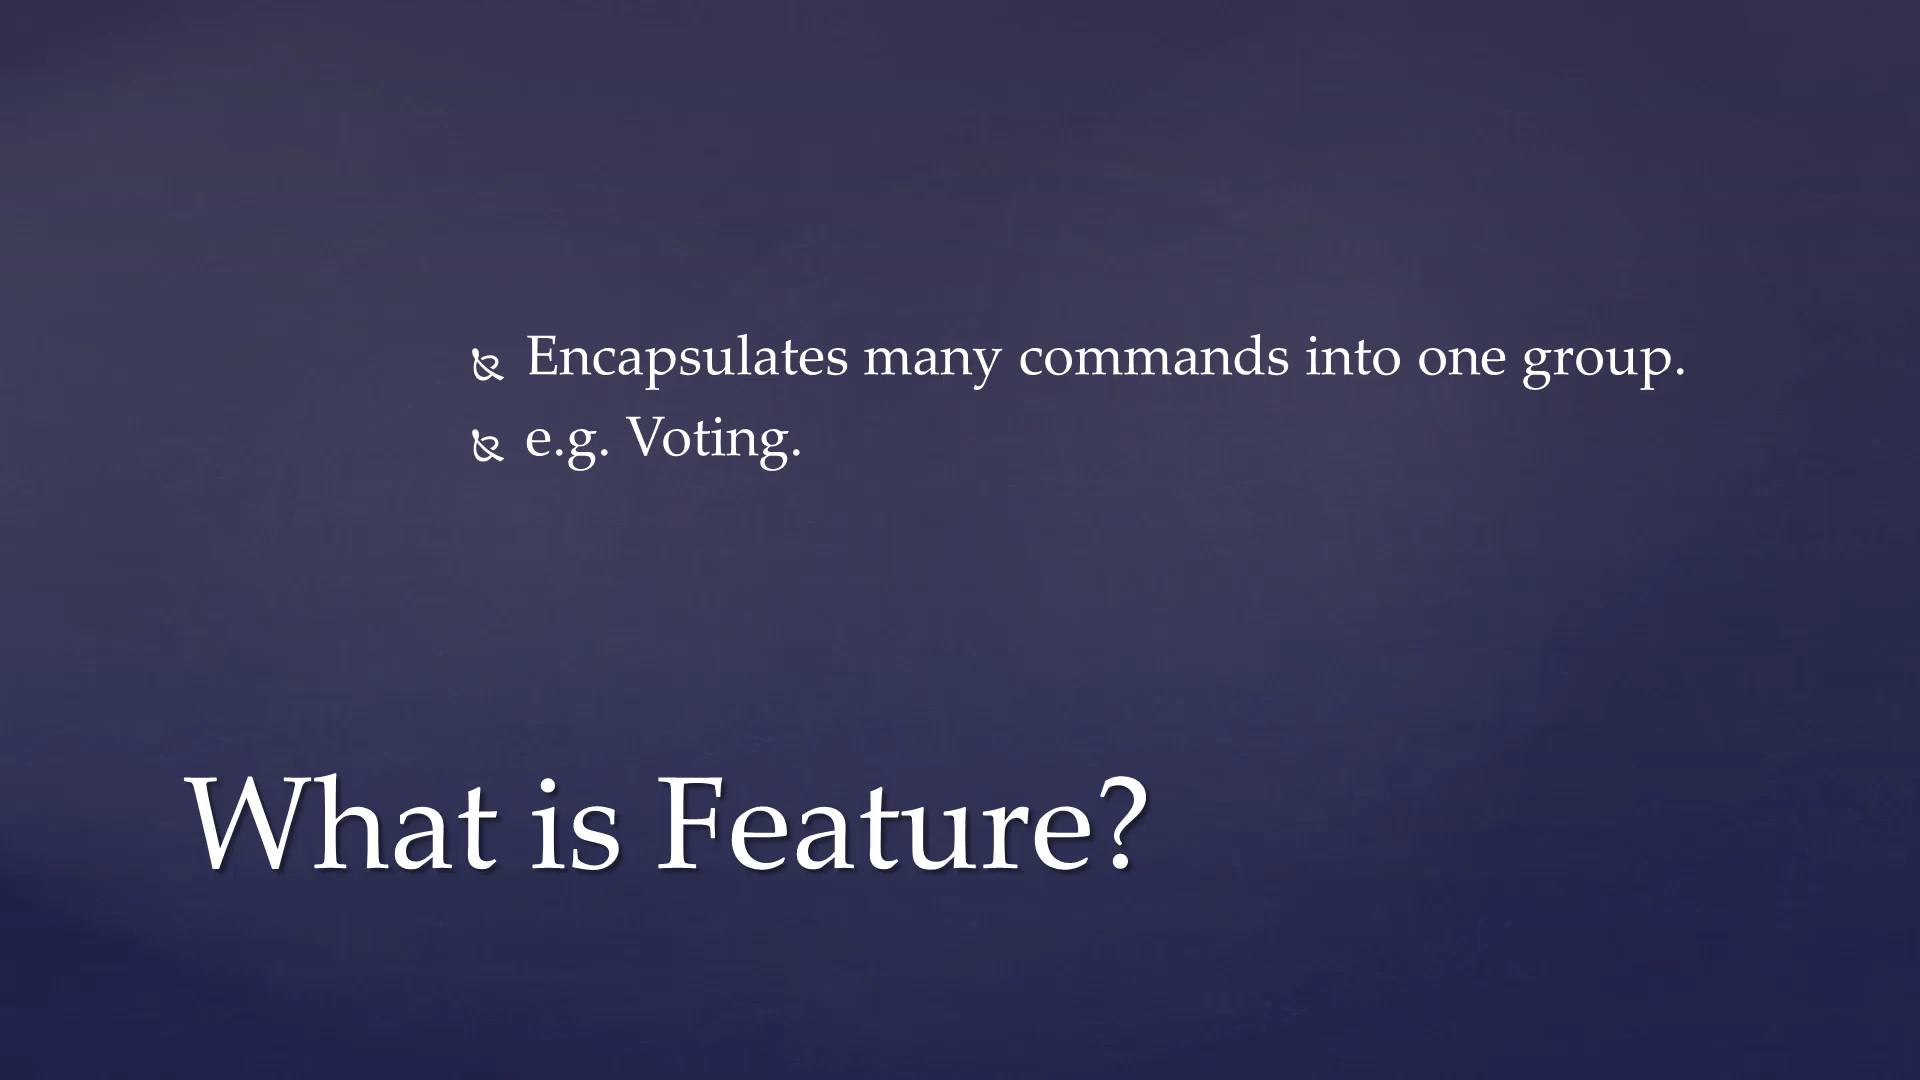 Encapsulates many commands into one group.
e.g. Voting.
What is Feature?